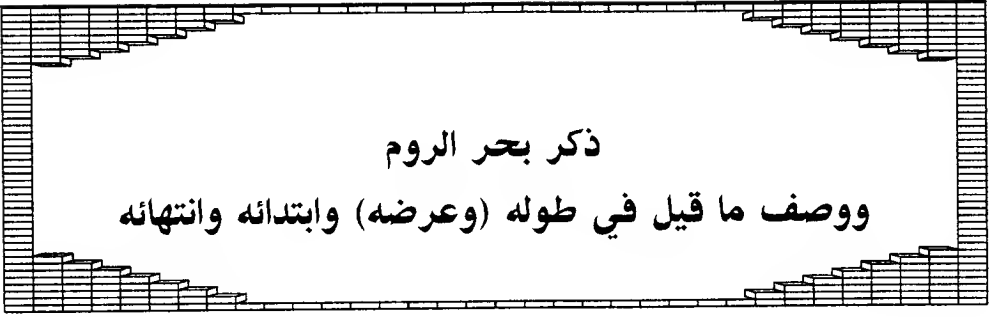 ذكر بحر الروم
ووصف ما قيل في طوله (وعرضه) وابتدائه وانتهائه